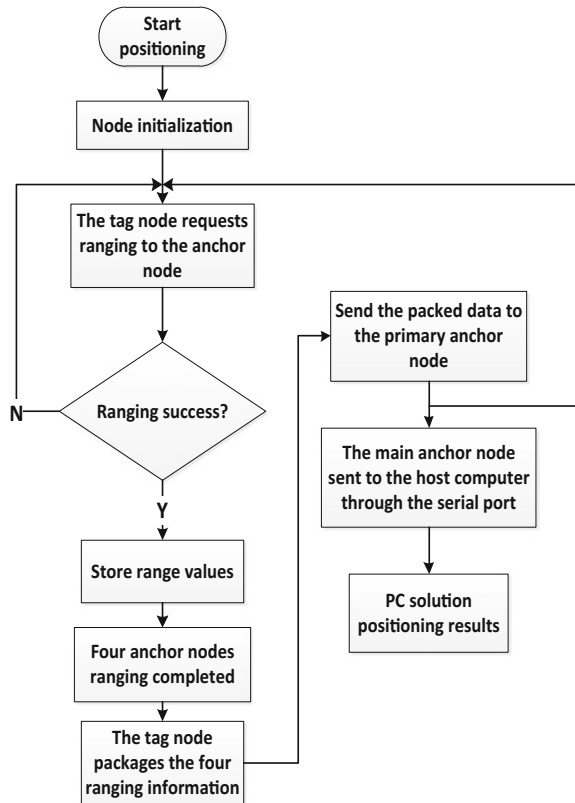 Start
positioning
Node initialization
The tag node requests
ranging to the anchor
node
Ranging success?
N
Y
Store range values
Four anchor nodes
ranging completed
The tag node
packages the four
ranging information
Send the packed data to
the primary anchor
node
The main anchor node
sent to the host computer
through the serial port
PC solution
positioning results